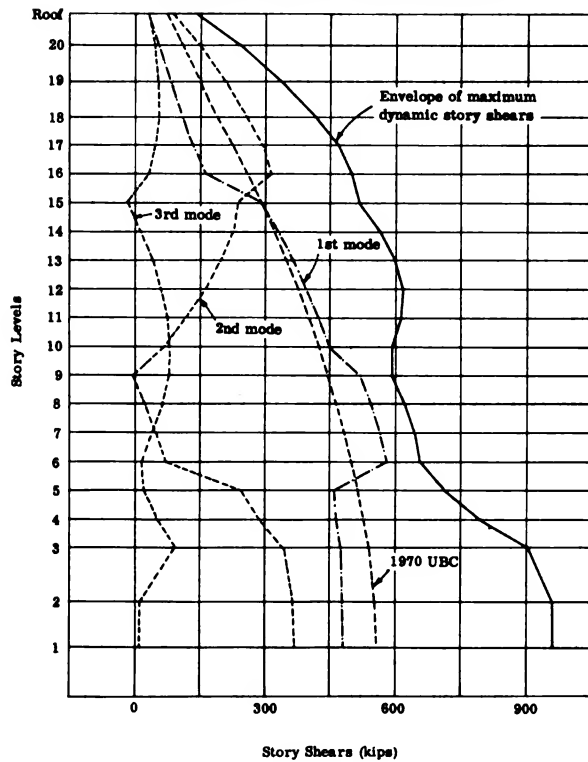 Roof
20
19
18
17
16
15
14
13
12
11
10
9
8
7
6
5
4
3
2
1
Story Levels
Envelope of maximum
dynamic story shears
3rd mode
1st mode
2nd mode
1970 UBC
0
300
600
900
Story Shears (kips)